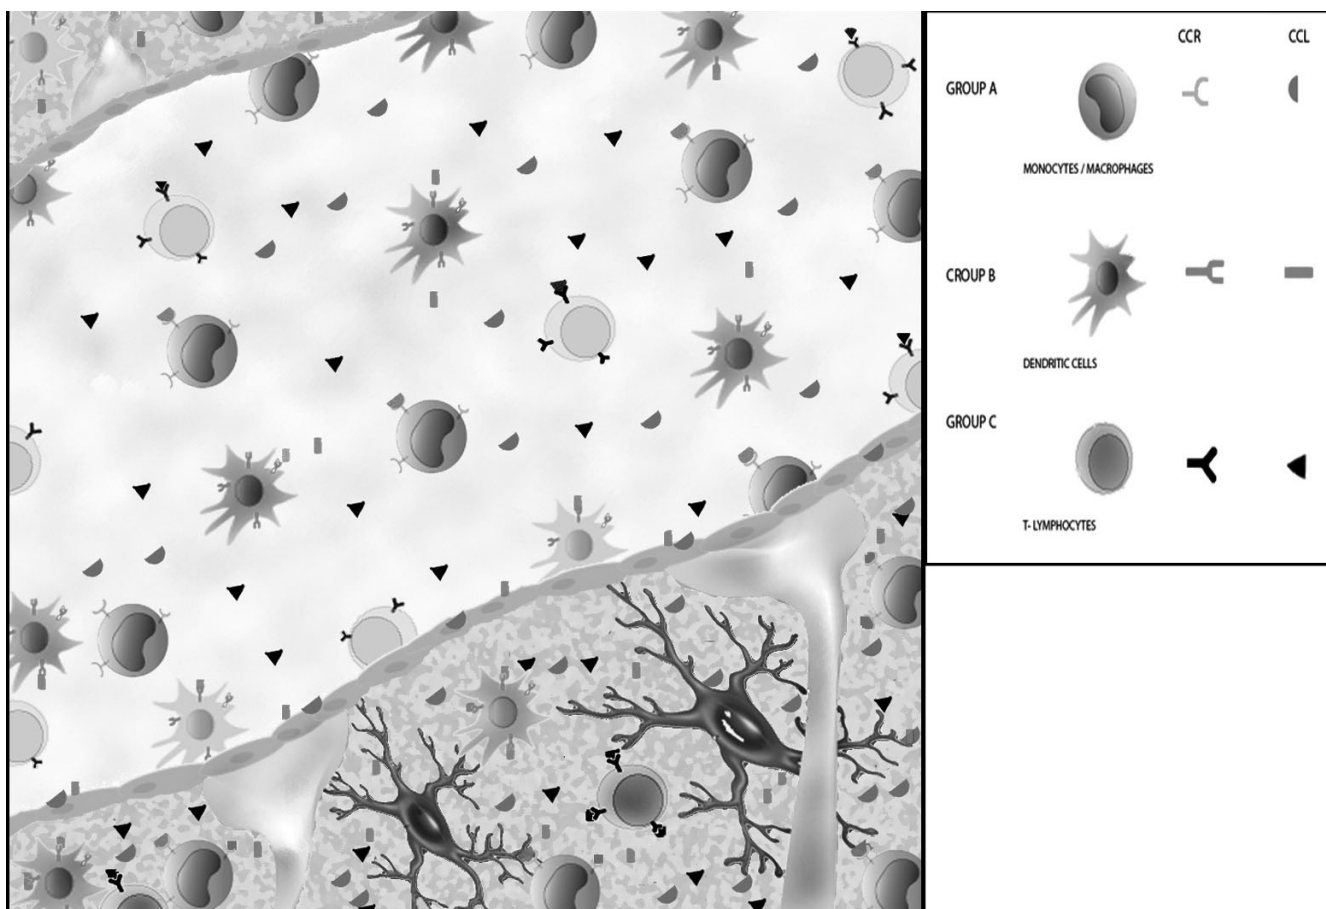 CCR CCL
GROUP A
MONOCYTES / MACROPHAGES
CROUP B
DENDRITIC CELLS
GROUP C
T- LYMPHOCYTES